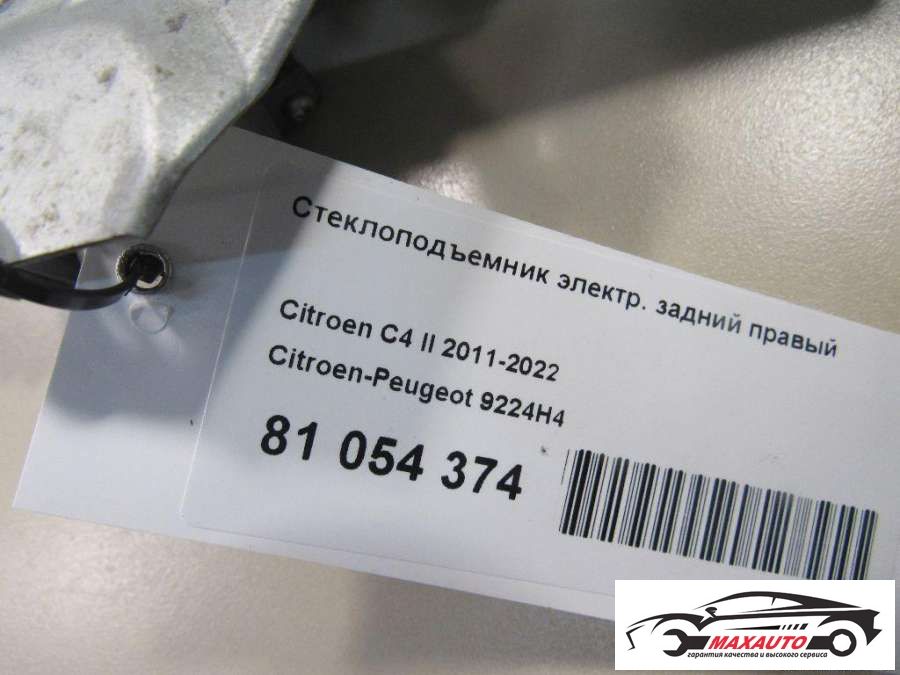 Стеклоподъемник электр. задний правый
Citroen C4 II 2011-2022
Citroen-Peugeot 9224H4
81 054 374
MAXAUTO
гарантия качества и высокого сервиса